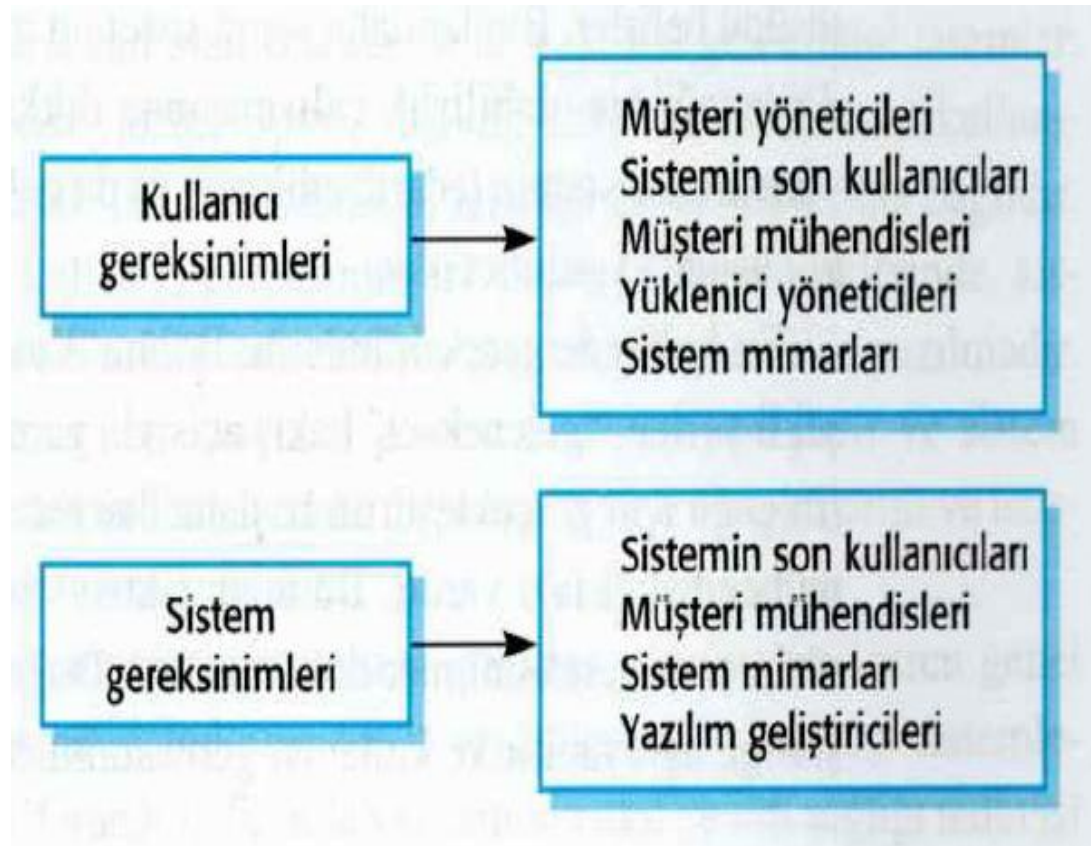 Kullanıcı
gereksinimleri
Müşteri yöneticileri
Sistemin son kullanıcıları
Müşteri mühendisleri
Yüklenici yöneticileri
Sistem mimarları
Sistem
gereksinimleri
Sistemin son kullanıcıları
Müşteri mühendisleri
Sistem mimarları
Yazılım geliştiricileri